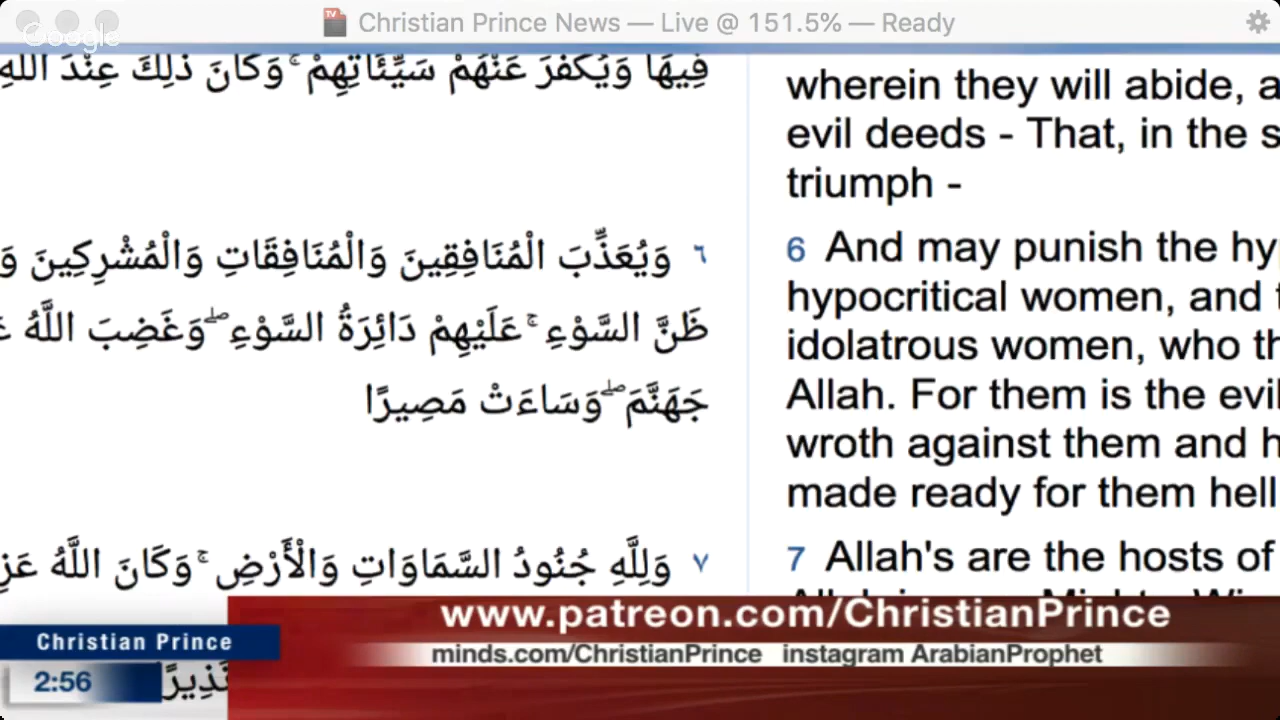 Christian Prince News — Live @ 151.5% — Ready
Google
فِيهَا وَيُكَفِّرَ عَنْهُمْ سَيِّئَاتِهِمْ ۚ وَكَانَ ذَٰلِكَ عِنْدَ اللَّهِ
٦ وَيُعَذِّبَ الْمُنَافِقِينَ وَالْمُنَافِقَاتِ وَالْمُشْرِكِينَ
ظَنَّ السَّوْءِ ۚ عَلَيْهِمْ دَائِرَةُ السَّوْءِ ۖ وَغَضِبَ اللَّهُ
جَهَنَّمَ ۖ وَسَاءَتْ مَصِيرًا
٧ وَلِلَّهِ جُنُودُ السَّمَاوَاتِ وَالْأَرْضِ ۚ وَكَانَ اللَّهُ
wherein they will abide, a
evil deeds - That, in the s
triumph -
6 And may punish the hy
hypocritical women, and
idolatrous women, who th
Allah. For them is the evil
wroth against them and h
made ready for them hell
7 Allah's are the hosts of
www.patreon.com/ChristianPrince
Christian Prince
minds.com/ChristianPrince instagram ArabianProphet
2:56